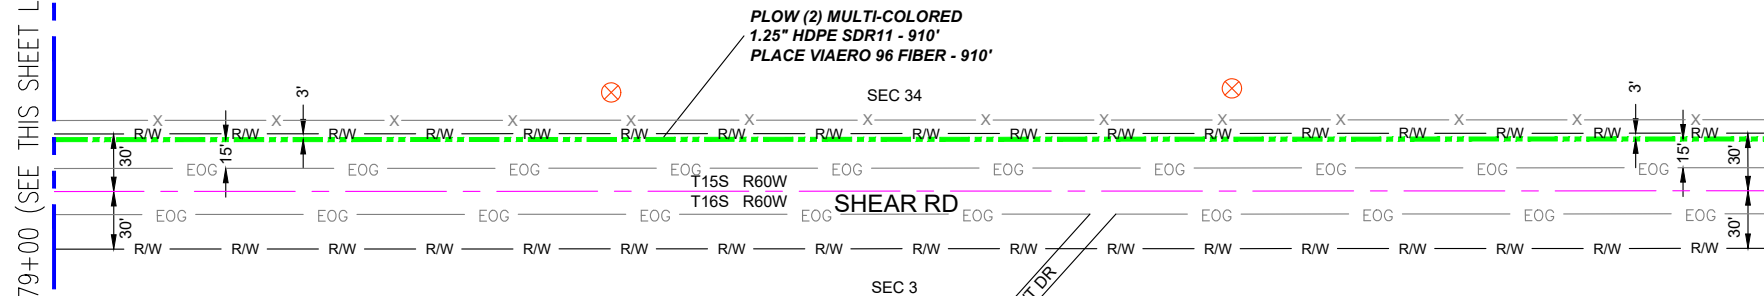 79+00 (SEE THIS SHEET
PLOW (2) MULTI-COLORED
1.25" HDPE SDR11 - 910'
PLACE VIAERO 96 FIBER - 910'
SEC 34
3'
3'
X X X X X X X X X X X X X X
R/W R/W R/W R/W R/W R/W R/W R/W R/W R/W R/W R/W R/W R/W R/W R/W R/W
30'
15'
15'
30'
EOG EOG EOG EOG EOG EOG EOG EOG EOG EOG
T15S R60W
T16S R60W
SHEAR RD
EOG EOG EOG EOG EOG EOG EOG EOG EOG EOG
30'
30'
R/W R/W R/W R/W R/W R/W R/W R/W R/W R/W R/W R/W R/W R/W R/W R/W R/W
SEC 3
DR